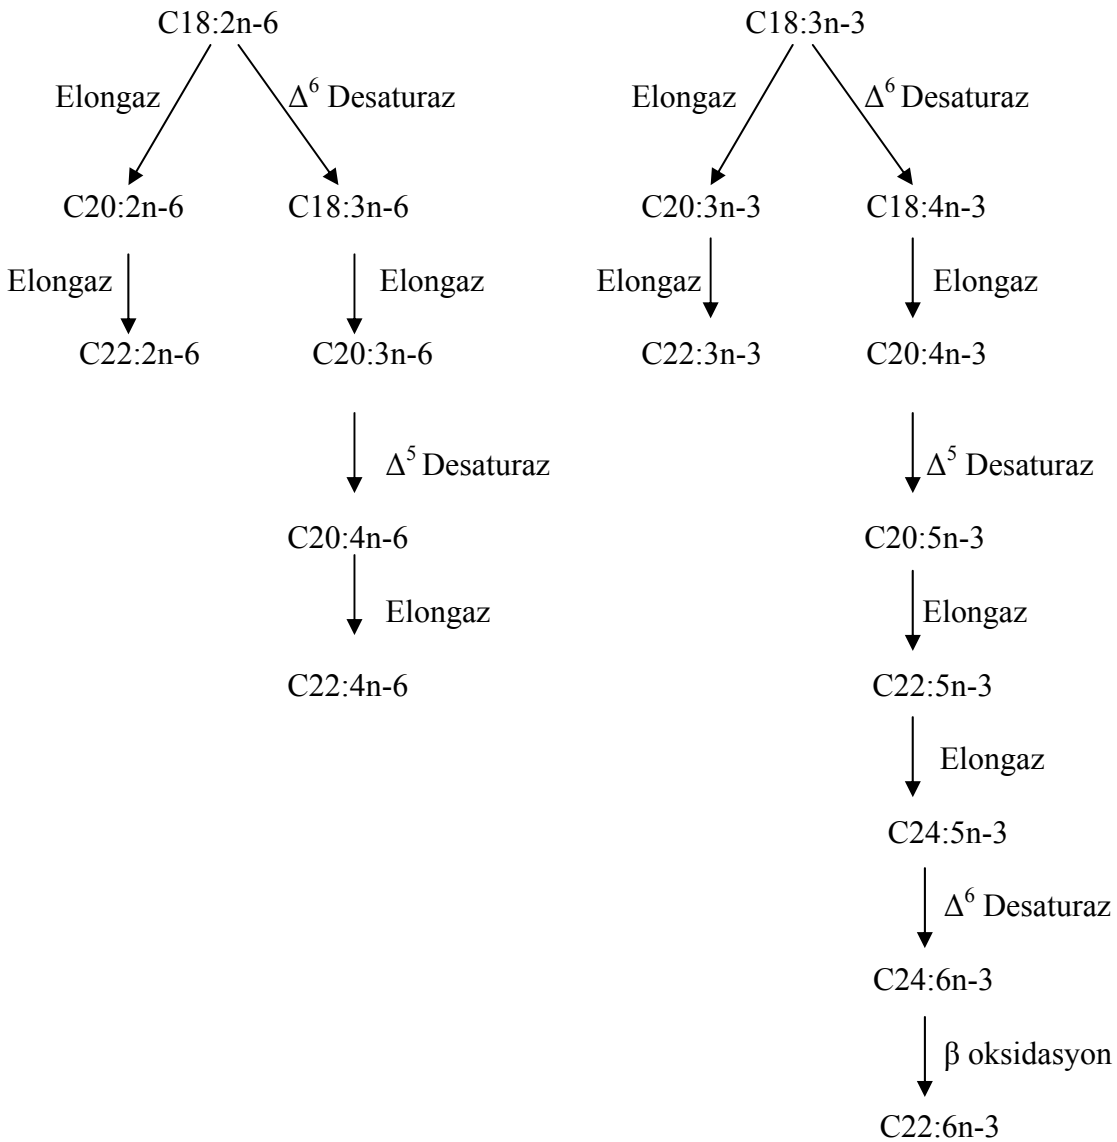 C18:2n-6 C18:3n-3
Elongaz Δ⁶ Desaturaz Elongaz Δ⁶ Desaturaz
C20:2n-6 C18:3n-6 C20:3n-3 C18:4n-3
Elongaz Elongaz Elongaz Elongaz
C22:2n-6 C20:3n-6 C22:3n-3 C20:4n-3
Δ⁵ Desaturaz Δ⁵ Desaturaz
C20:4n-6 C20:5n-3
Elongaz Elongaz
C22:4n-6 C22:5n-3
Elongaz
C24:5n-3
Δ⁶ Desaturaz
C24:6n-3
β oksidasyon
C22:6n-3